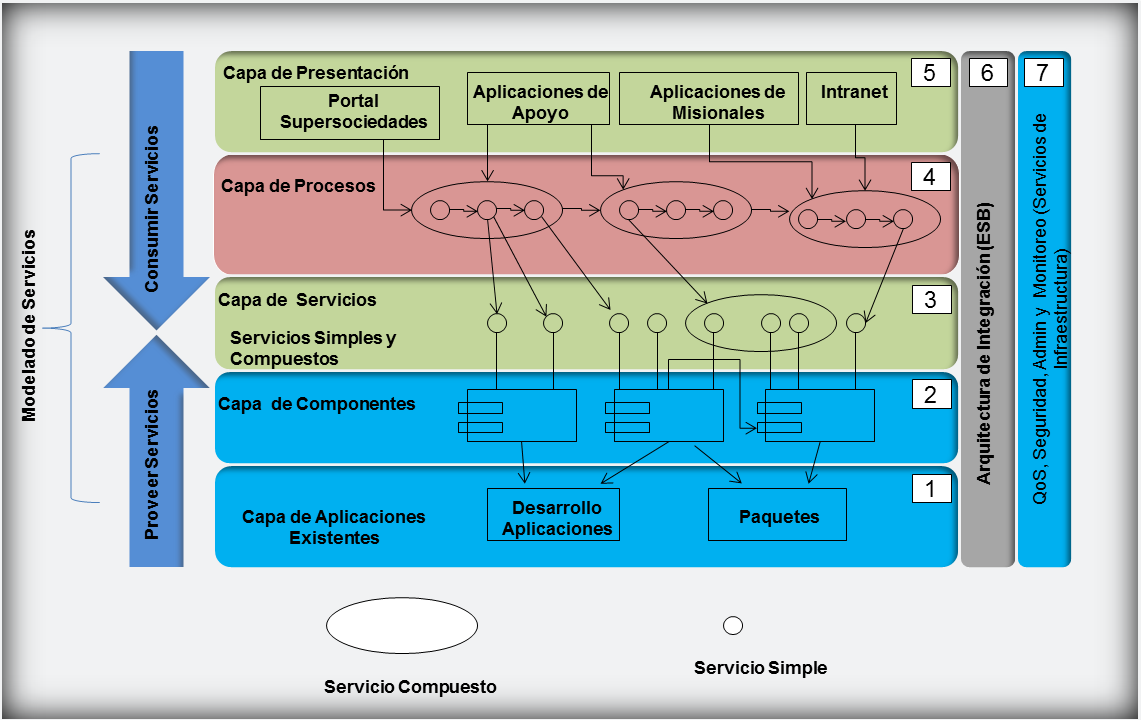 Capa de Presentación
5
6
7
Portal
Supersociedades
Aplicaciones de
Apoyo
Aplicaciones de
Misionales
Intranet
Capa de Procesos
4
Capa de  Servicios
3
Servicios Simples y
Compuestos
Capa  de Componentes
2
Capa de Aplicaciones
Existentes
1
Desarrollo
Aplicaciones
Paquetes
Modelado de Servicios
Consumir Servicios
Proveer Servicios
Arquitectura de Integración (ESB)
QoS, Seguridad, Admin y  Monitoreo (Servicios de
Infraestructura)
Servicio Compuesto
Servicio Simple